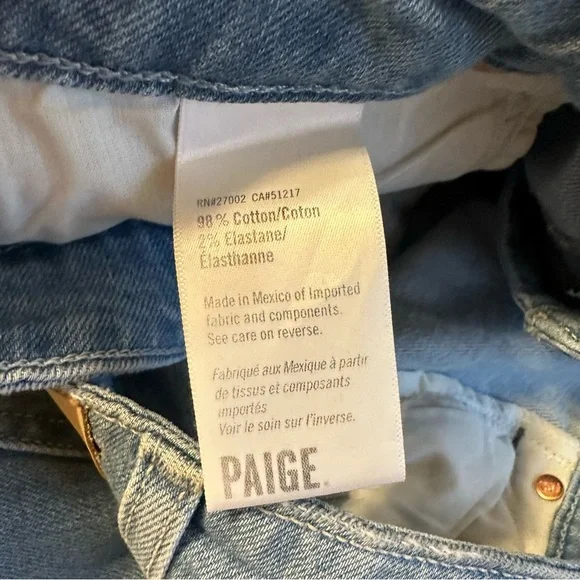 RN#27002 CA#51217
98% Cotton/Coton
2% Elastane/
Élasthanne
Made in Mexico of Imported
fabric and components.
See care on reverse.
Fabriqué aux Mexique à partir
de tissus et composants
importés
Voir le soin sur l'inverse.
PAIGE.